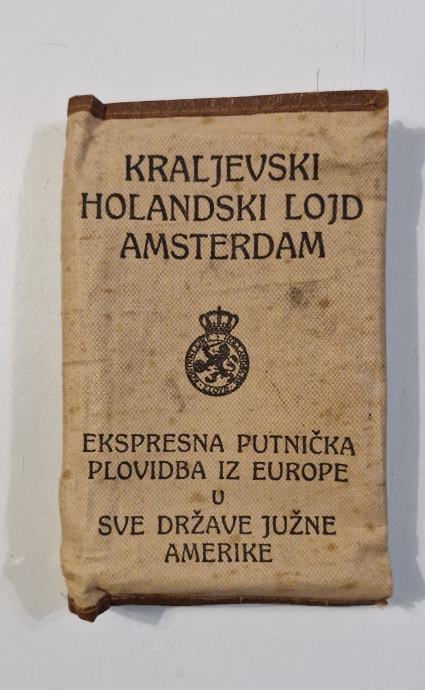 KRALJEVSKI
HOLANDSKI LOJD
AMSTERDAM
EKSPRESNA PUTNIČKA
PLOVIDBA IZ EUROPE
U
SVE DRŽAVE JUŽNE
AMERIKE